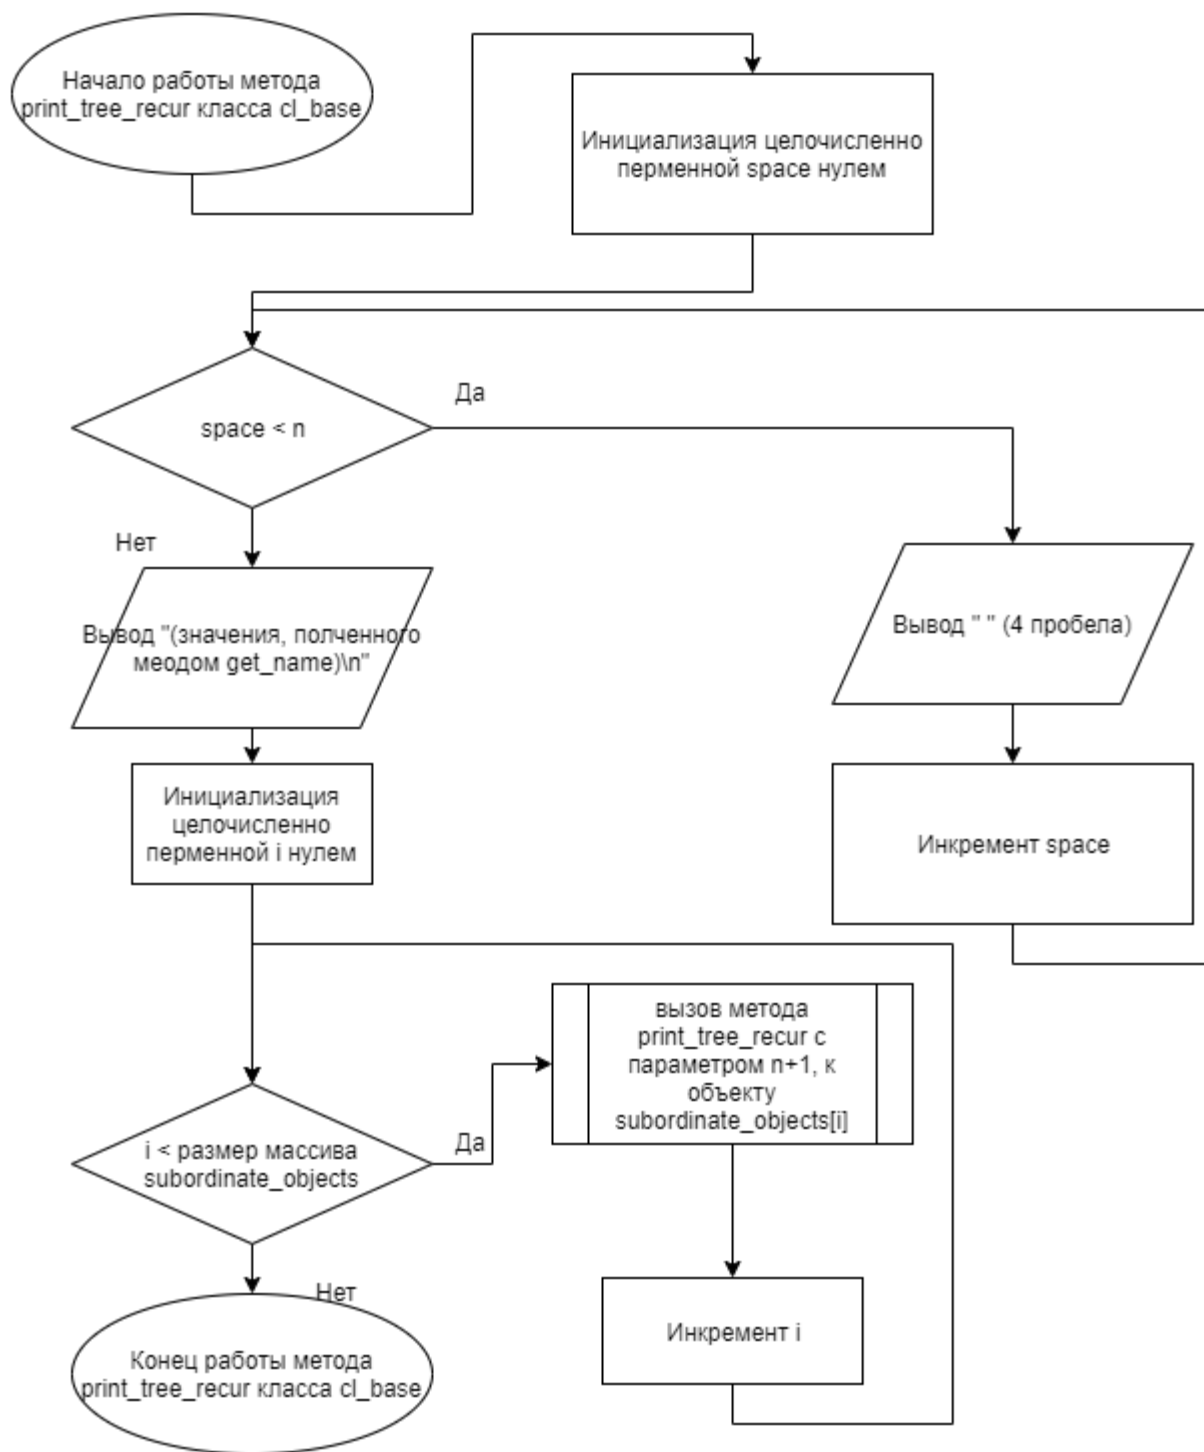 Начало работы метода
print_tree_recur класса cl_base
Инициализация целочисленно
перменной space нулем
space < n
Да
Нет
Вывод "(значения, полченного
меодом get_name)\n"
Вывод " " (4 пробела)
Инициализация
целочисленно
перменной i нулем
Инкремент space
вызов метода
print_tree_recur с
параметром n+1, к
объекту
subordinate_objects[i]
i < размер массива
subordinate_objects
Да
Нет
Инкремент i
Конец работы метода
print_tree_recur класса cl_base